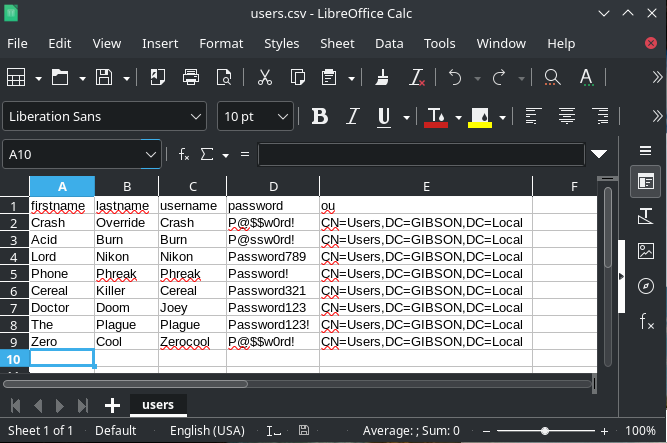 users.csv - LibreOffice Calc
File Edit View Insert Format Styles Sheet Data Tools Window Help
Liberation Sans 10 pt B I U
A10 fx Σ =
A B C D E F
1 firstname lastname username password ou
2 Crash Override Crash P@$$w0rd! CN=Users,DC=GIBSON,DC=Local
3 Acid Burn Burn P@ssw0rd! CN=Users,DC=GIBSON,DC=Local
4 Lord Nikon Nikon Password789 CN=Users,DC=GIBSON,DC=Local
5 Phone Phreak Phreak Password! CN=Users,DC=GIBSON,DC=Local
6 Cereal Killer Cereal Password321 CN=Users,DC=GIBSON,DC=Local
7 Doctor Doom Joey Password123 CN=Users,DC=GIBSON,DC=Local
8 The Plague Plague Password123! CN=Users,DC=GIBSON,DC=Local
9 Zero Cool Zerocool P@$$w0rd! CN=Users,DC=GIBSON,DC=Local
10
users
Sheet 1 of 1 Default English (USA) Average: ; Sum: 0 100%